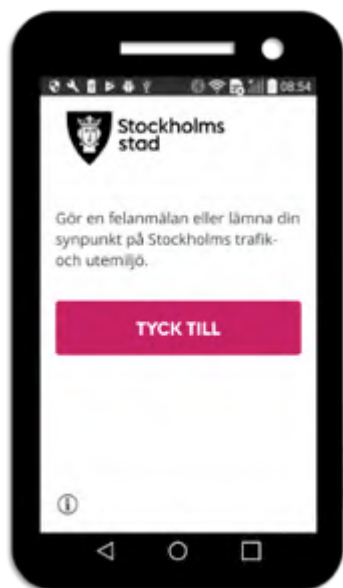 08:54
Stockholms
stad
Gör en felanmälan eller lämna din
synpunkt på Stockholms trafik-
och utemiljö.
TYCK TILL